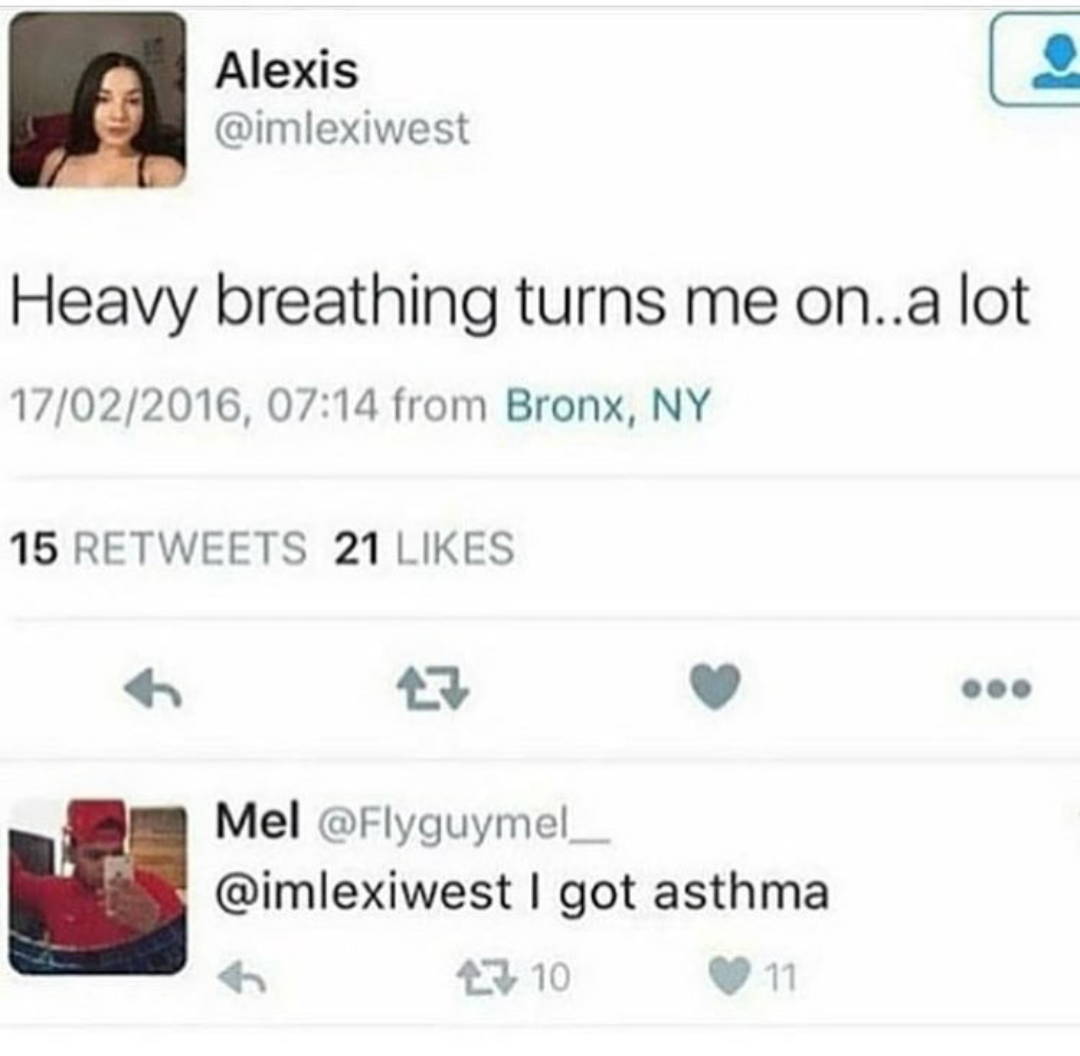 Alexis
@imlexiwest
Heavy breathing turns me on..a lot
17/02/2016, 07:14 from Bronx, NY
15 RETWEETS 21 LIKES
Mel @Flyguymel__
@imlexiwest I got asthma
10 11